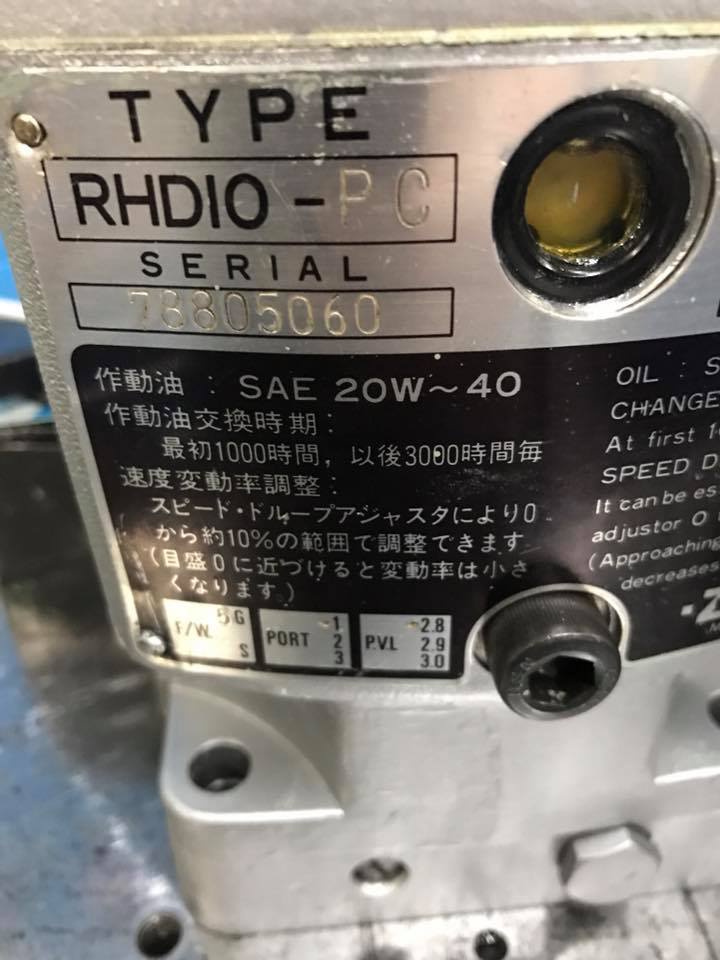 TYPE
RHD10-PC
SERIAL
78805060
作動油 : SAE 20W～40
作動油交換時期 :
最初1000時間, 以後3000時間毎
速度変動率調整 :
スピード・ドループアジャスタにより0
から約10%の範囲で調整できます
(目盛0に近づけると変動率は小さ
くなります)
F/W. 5G
S
PORT 1
2
3
P.V.L 2.8
2.9
3.0
OIL : S
CHANGE
At first 1
SPEED D
It can be es
adjustor 0
(Approaching
decreases